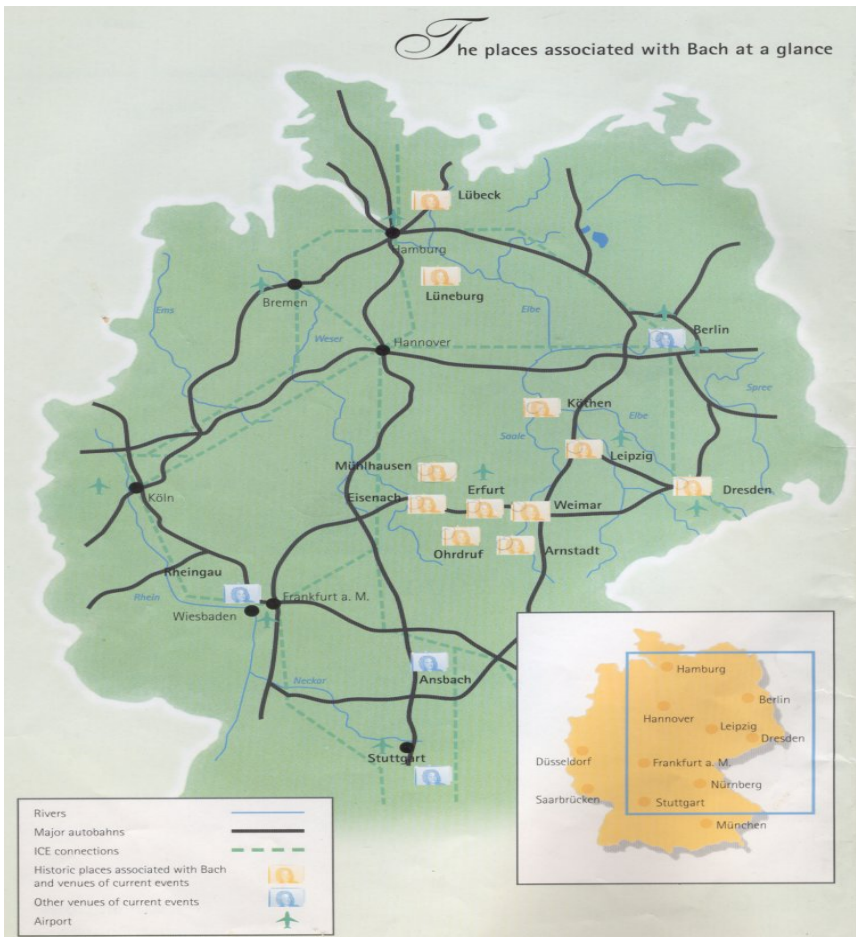 The places associated with Bach at a glance
Lübeck
Hamburg
Lüneburg
Bremen
Ems
Elbe
Berlin
Weser
Hannover
Spree
Köthen
Elbe
Saale
Leipzig
Mühlhausen
Köln
Eisenach
Erfurt
Weimar
Dresden
Ohrdruf
Arnstadt
Rheingau
Rhein
Frankfurt a. M.
Wiesbaden
Ansbach
Neckar
Stuttgart
Hamburg
Berlin
Hannover
Leipzig
Dresden
Düsseldorf
Frankfurt a. M.
Nürnberg
Saarbrücken
Stuttgart
München
Rivers
Major autobahns
ICE connections
Historic places associated with Bach
and venues of current events
Other venues of current events
Airport